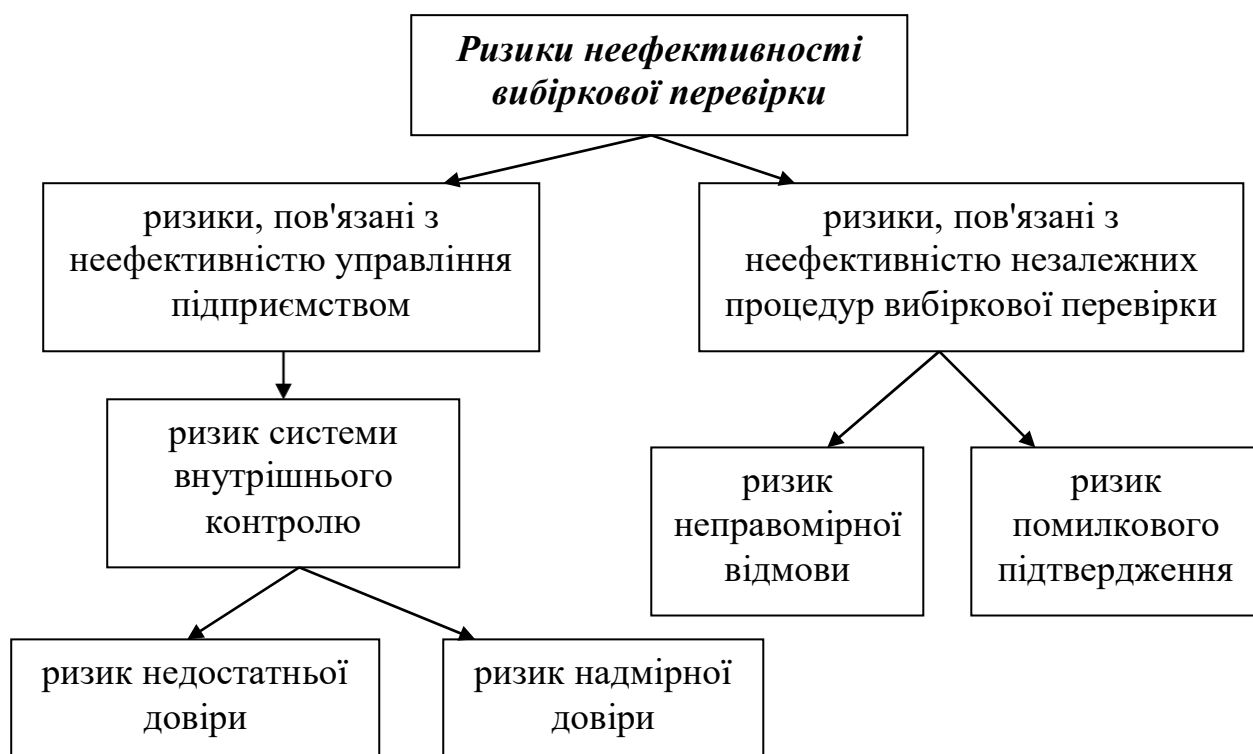 Ризики неефективності
вибіркової перевірки
ризики, пов'язані з
неефективністю управління
підприємством
ризики, пов'язані з
неефективністю незалежних
процедур вибіркової перевірки
ризик системи
внутрішнього
контролю
ризик
неправомірної
відмови
ризик
помилкового
підтвердження
ризик недостатньої
довіри
ризик надмірної
довіри